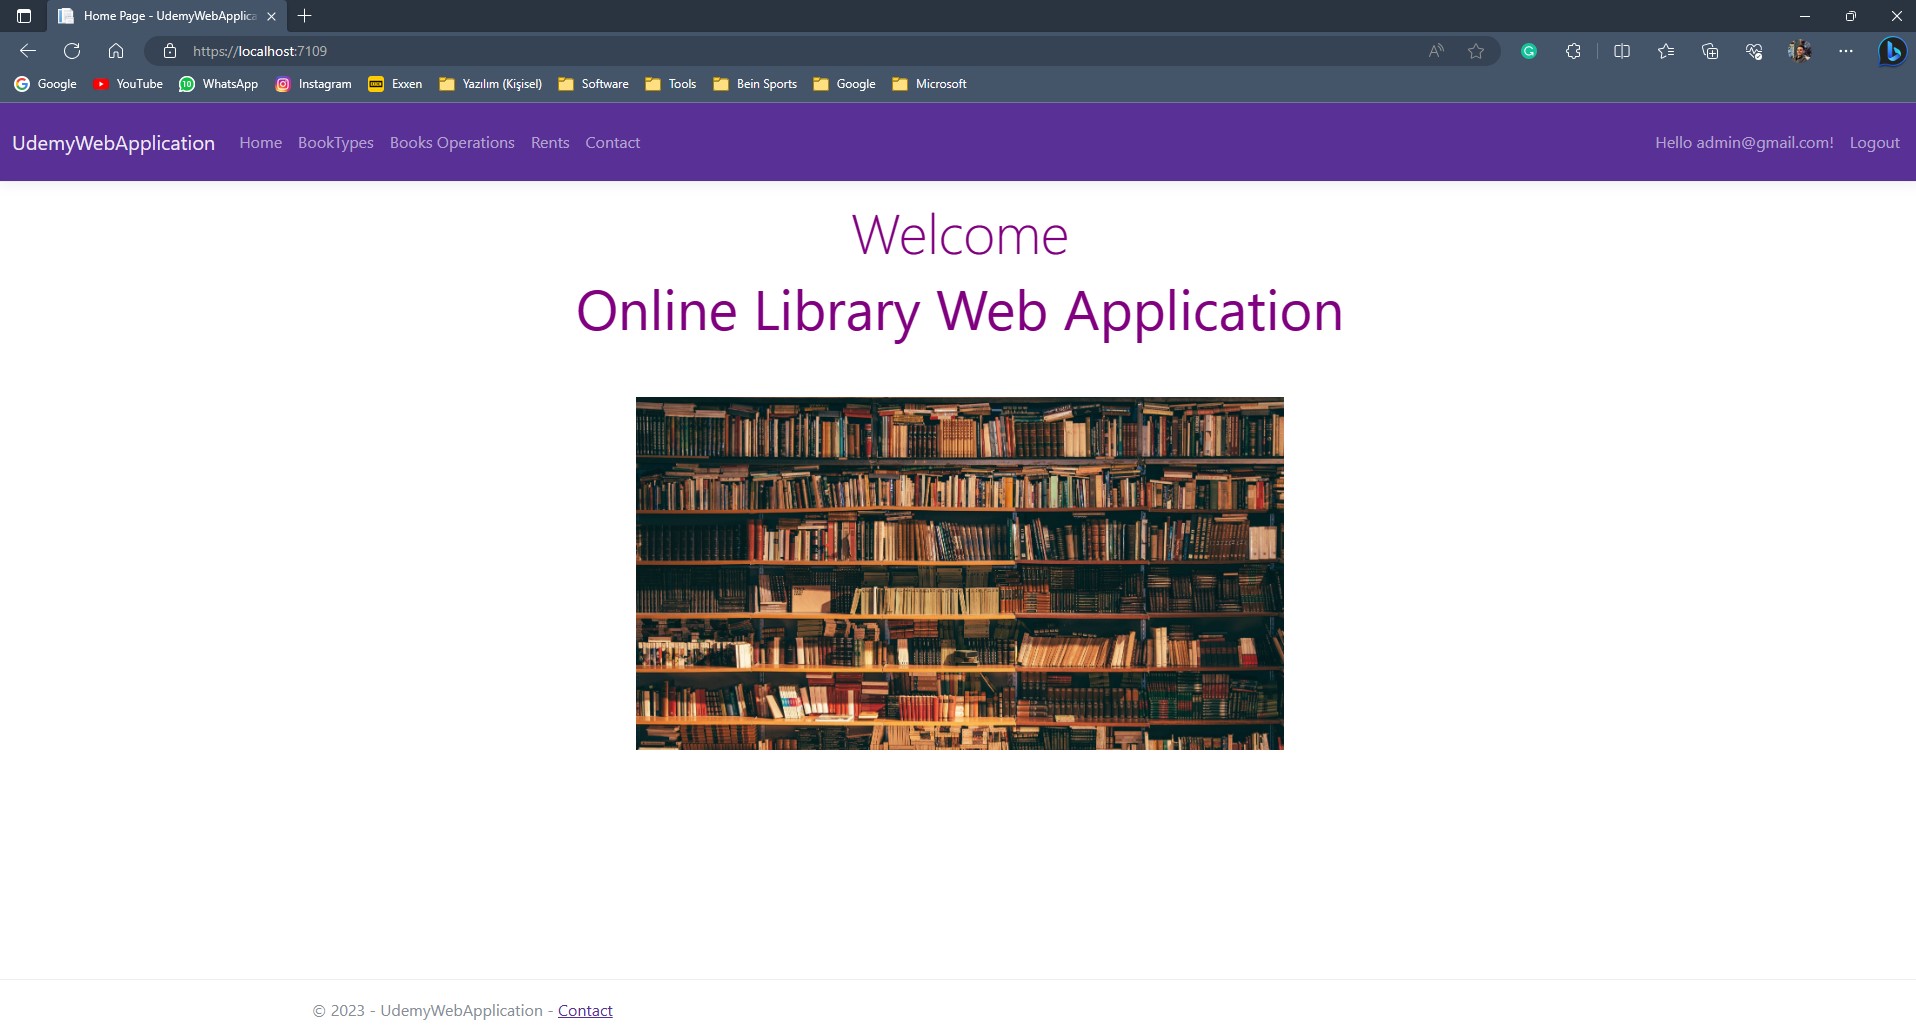 Home Page - UdemyWebApplica
https://localhost:7109
Google YouTube WhatsApp Instagram Exxen Yazılım (Kişisel) Software Tools Bein Sports Google Microsoft
UdemyWebApplication Home BookTypes Books Operations Rents Contact Hello admin@gmail.com! Logout
Welcome
Online Library Web Application
© 2023 - UdemyWebApplication - Contact